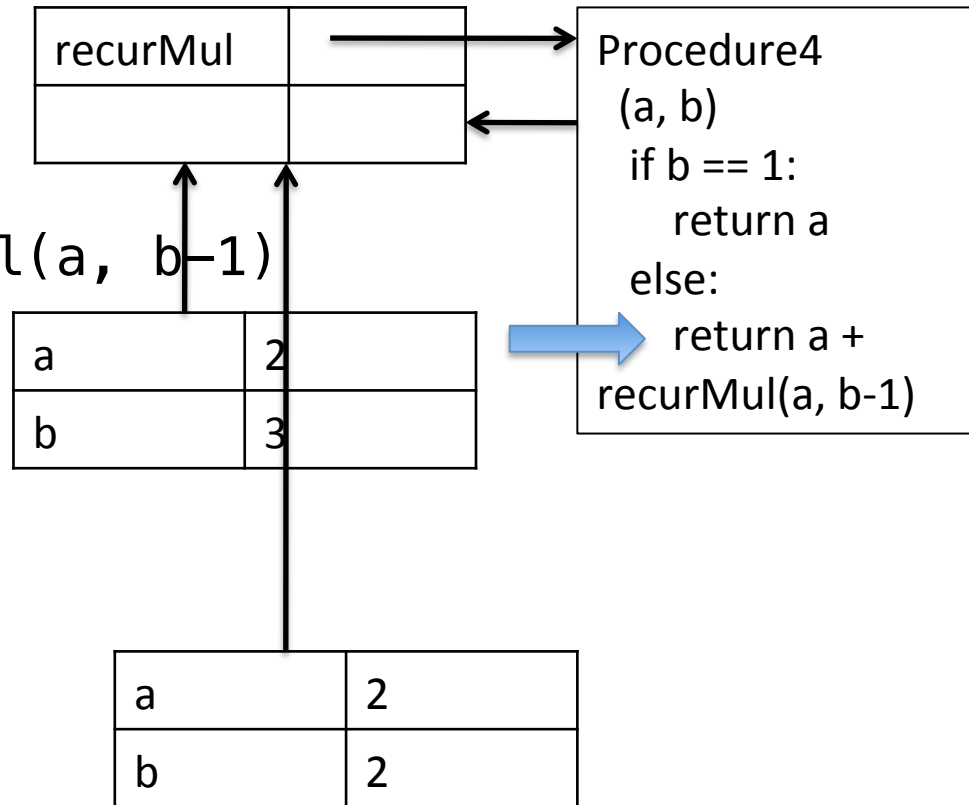 recurMul
Procedure4
(a, b)
if b == 1:
return a
else:
return a +
recurMul(a, b-1)
l(a, b-1)
a 2
b 3
a 2
b 2